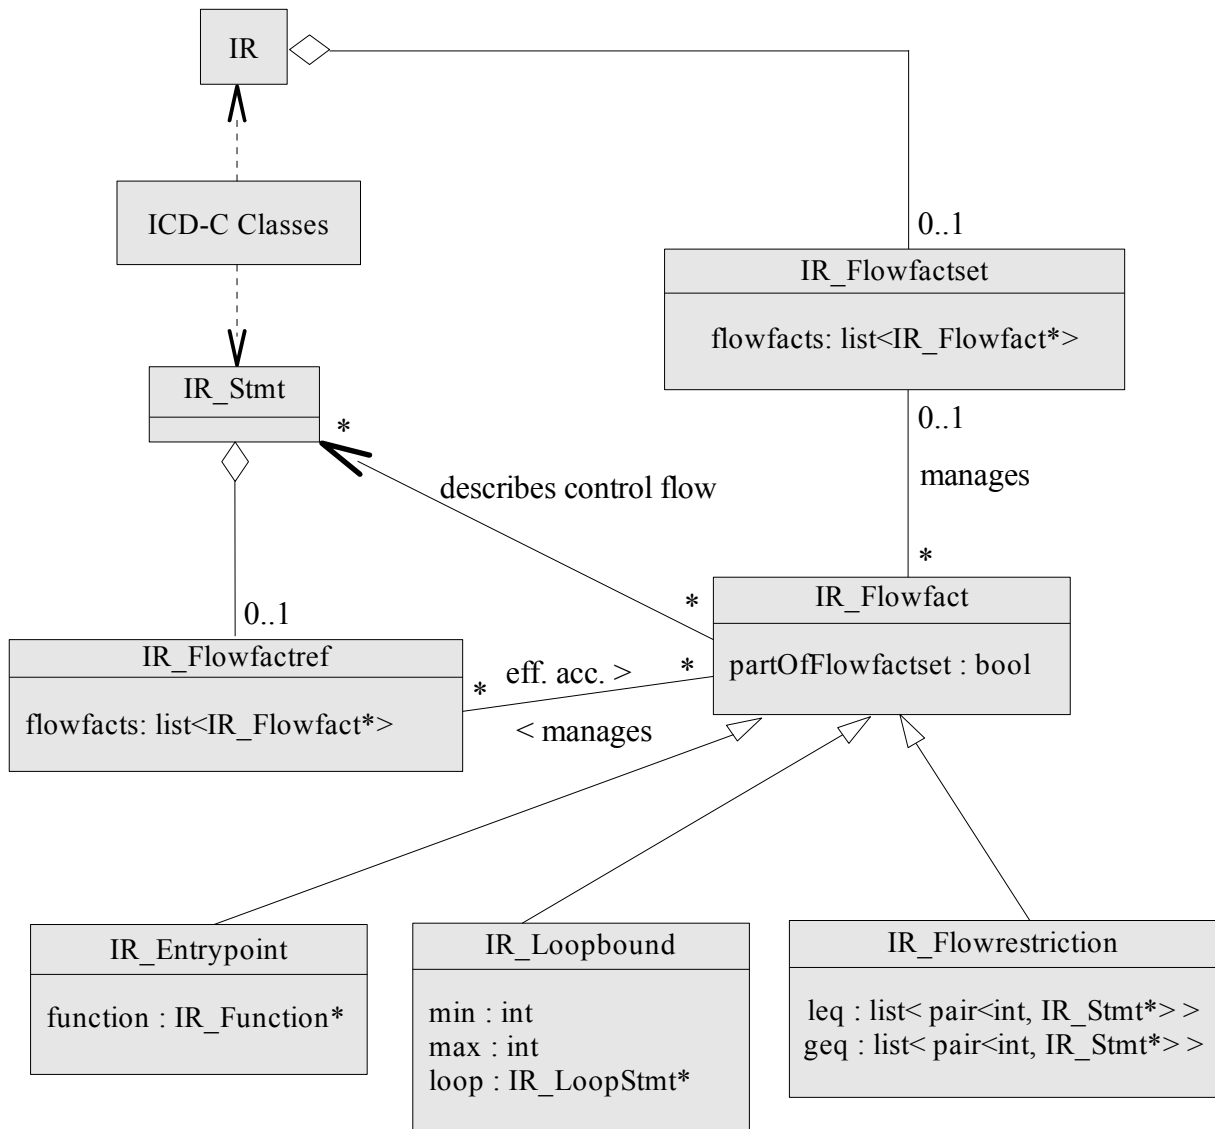 IR
ICD-C Classes
0..1
IR_Flowfactset
flowfacts: list<IR_Flowfact*>
IR_Stmt
*
0..1
describes control flow
manages
*
*
IR_Flowfact
partOfFlowfactset : bool
0..1
IR_Flowfactref
flowfacts: list<IR_Flowfact*>
*
eff. acc. >
*
< manages
IR_Entrypoint
function : IR_Function*
IR_Loopbound
min : int
max : int
loop : IR_LoopStmt*
IR_Flowrestriction
leq : list< pair<int, IR_Stmt*> >
geq : list< pair<int, IR_Stmt*> >